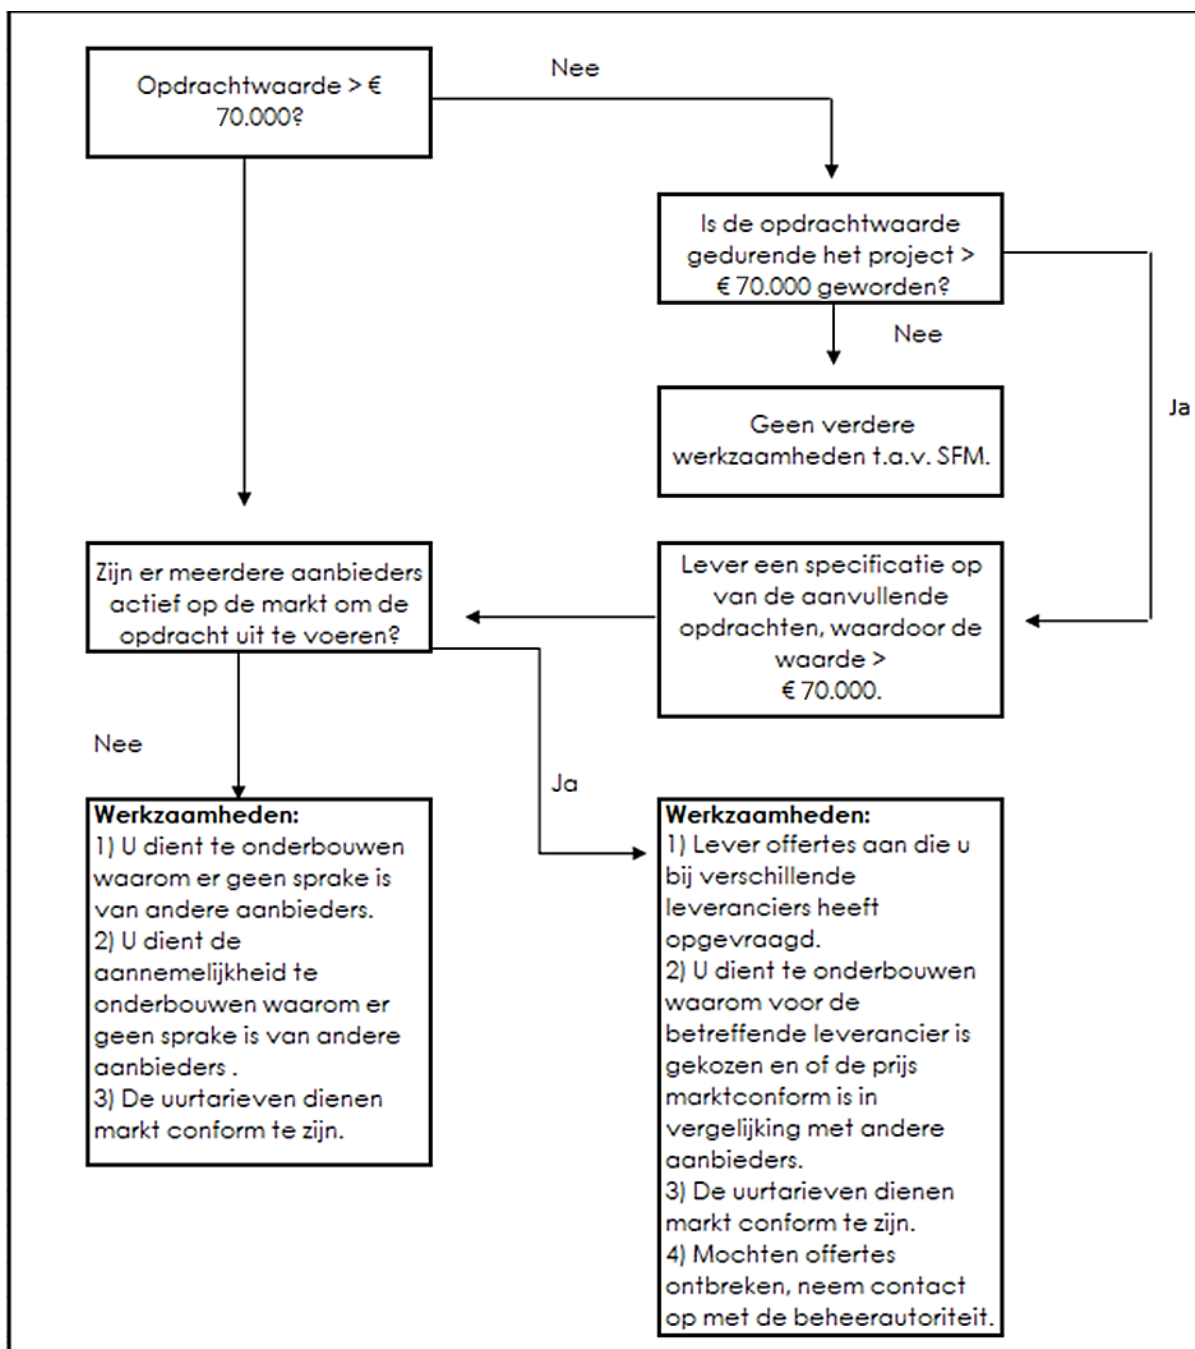 Opdrachtwaarde > €
70.000?
Nee
Is de opdrachtwaarde
gedurende het project >
€ 70.000 geworden?
Nee
Ja
Geen verdere
werkzaamheden t.a.v. SFM.
Zijn er meerdere aanbieders
actief op de markt om de
opdracht uit te voeren?
Lever een specificatie op
van de aanvullende
opdrachten, waardoor de
waarde >
€ 70.000.
Nee
Ja
Werkzaamheden:
1) U dient te onderbouwen
waarom er geen sprake is
van andere aanbieders.
2) U dient de
aannemelijkheid te
onderbouwen waarom er
geen sprake is van andere
aanbieders .
3) De uurtarieven dienen
markt conform te zijn.
Werkzaamheden:
1) Lever offertes aan die u
bij verschillende
leveranciers heeft
opgevraagd.
2) U dient te onderbouwen
waarom voor de
betreffende leverancier is
gekozen en of de prijs
marktconform is in
vergelijking met andere
aanbieders.
3) De uurtarieven dienen
markt conform te zijn.
4) Mochten offertes
ontbreken, neem contact
op met de beheerautoriteit.